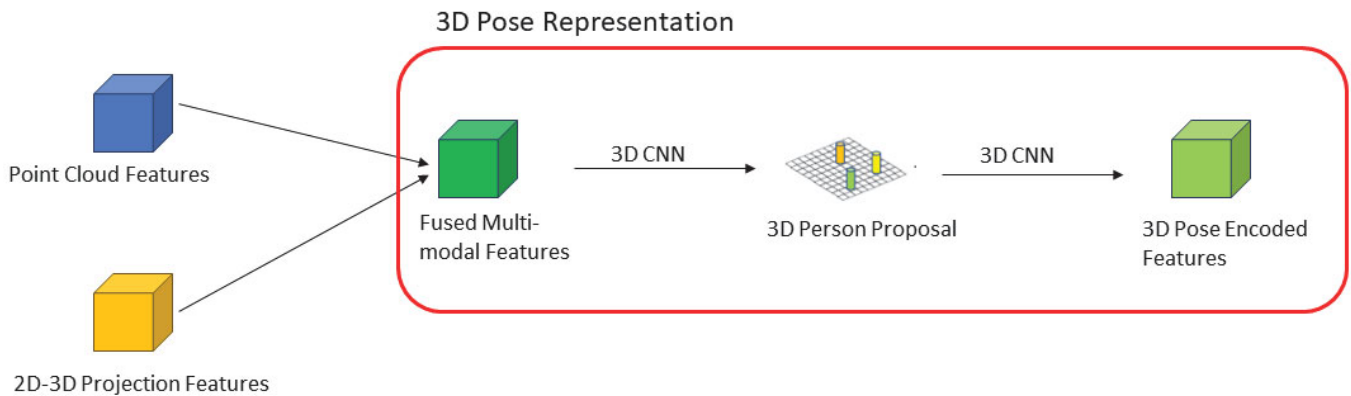 3D Pose Representation
Point Cloud Features
2D-3D Projection Features
Fused Multi-
modal Features
3D CNN
3D Person Proposal
3D CNN
3D Pose Encoded
Features